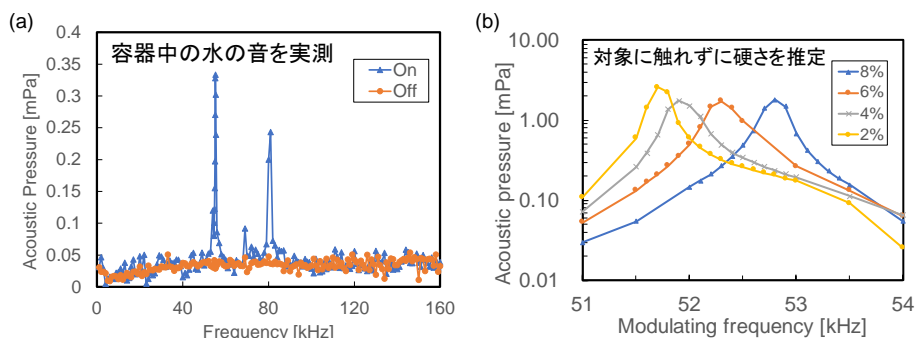 (a)
容器中の水の音を実測
On
Off
Acoustic Pressure [mPa]
0.4
0.35
0.3
0.25
0.2
0.15
0.1
0.05
0
0 40 80 120 160
Frequency [kHz]
(b)
対象に触れずに硬さを推定
8%
6%
4%
2%
Acoustic pressure [mPa]
10.00
1.00
0.10
0.01
51 52 53 54
Modulating frequency [kHz]